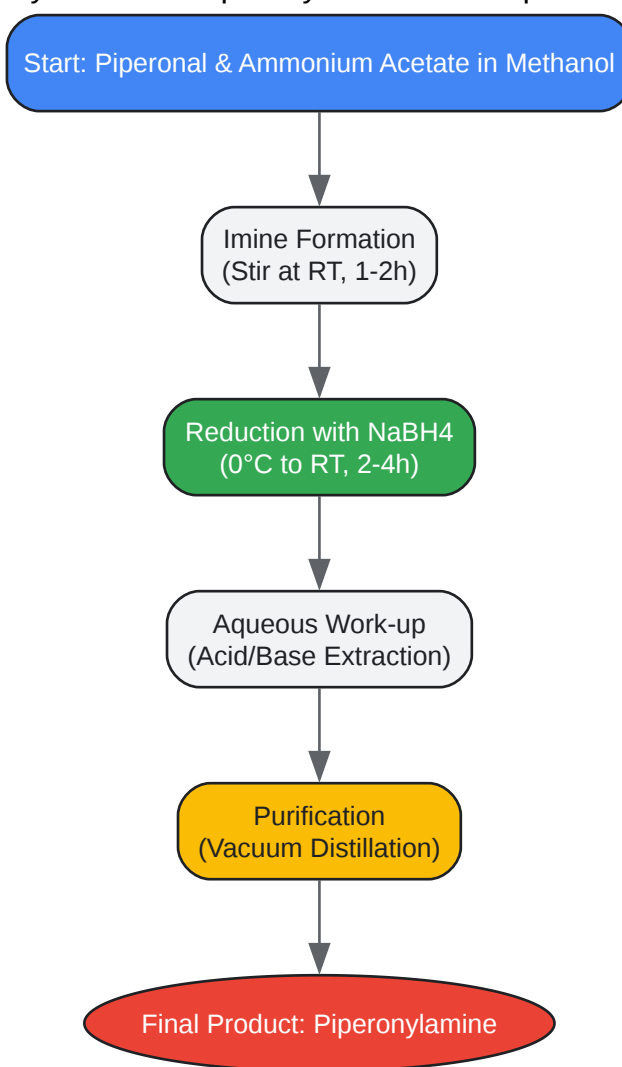 Start: Piperonal & Ammonium Acetate in Methanol
Imine Formation
(Stir at RT, 1-2h)
Reduction with NaBH4
(0°C to RT, 2-4h)
Aqueous Work-up
(Acid/Base Extraction)
Purification
(Vacuum Distillation)
Final Product: Piperonylamine